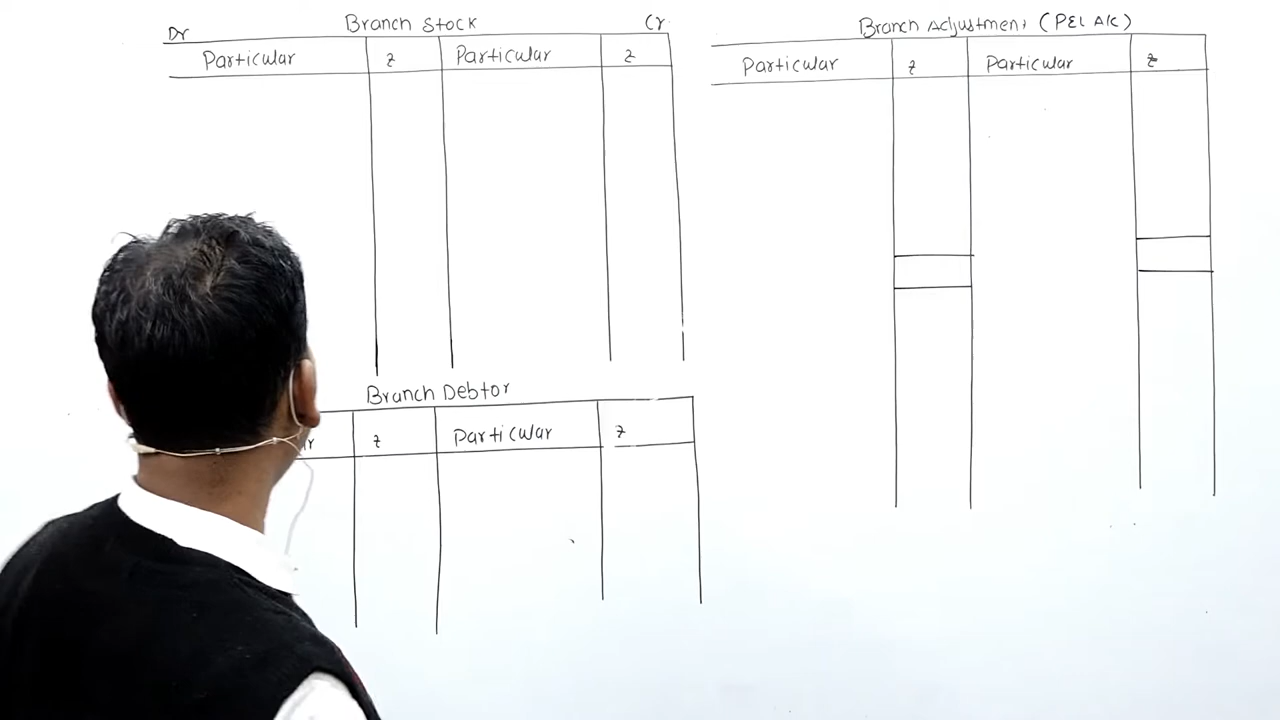 Branch Stock
Dr
Cr
Particular z Particular z
Branch Adjustment (P&L A/c)
Particular z Particular z
Branch Debtor
z Particular z